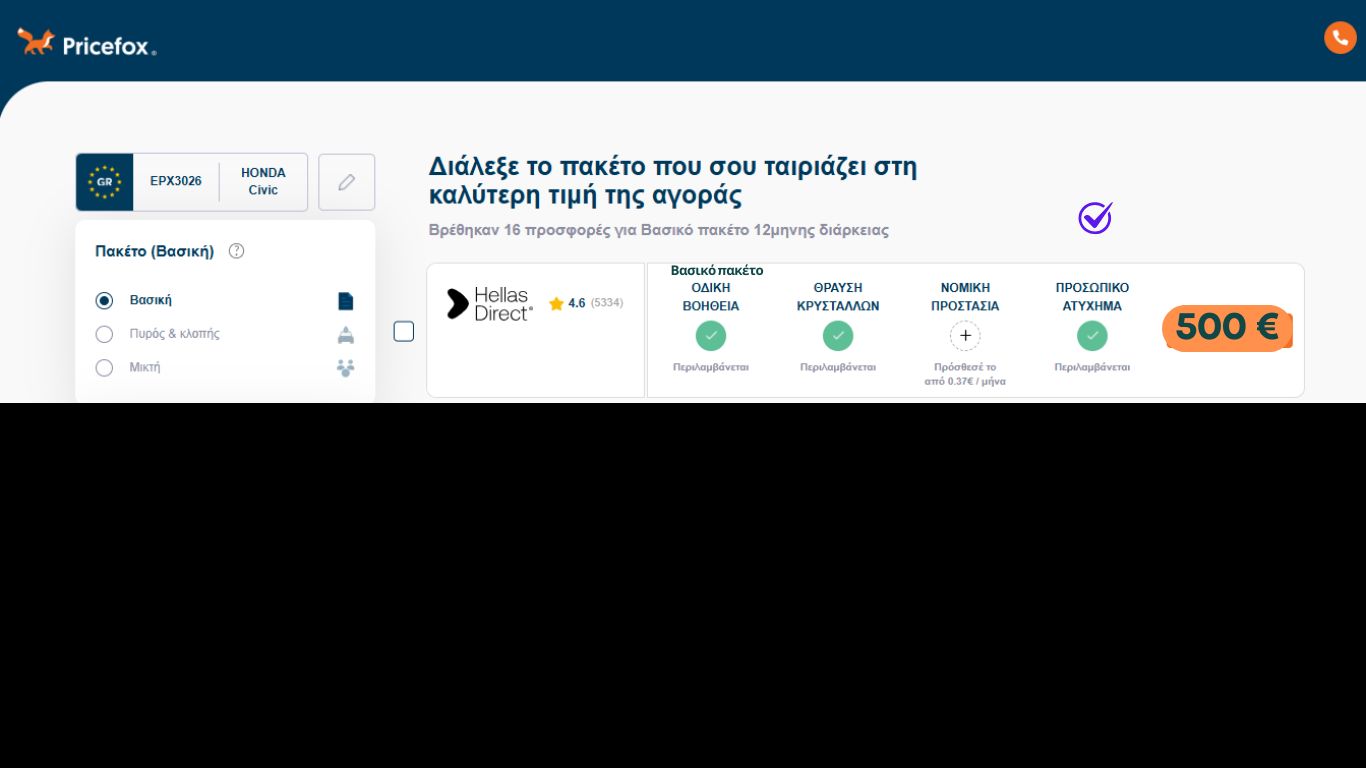 Pricefox
GR
EPX3026
HONDA
Civic
Διάλεξε το πακέτο που σου ταιριάζει στη
καλύτερη τιμή της αγοράς
Βρέθηκαν 16 προσφορές για Βασικό πακέτο 12μηνης διάρκειας
Πακέτο (Βασική) ?
Βασική
Πυρός & κλοπής
Μικτή
Hellas
Direct
4.6 (5334)
Βασικό πακέτο
ΟΔΙΚΗ
ΒΟΗΘΕΙΑ
Περιλαμβάνεται
ΘΡΑΥΣΗ
ΚΡΥΣΤΑΛΛΩΝ
Περιλαμβάνεται
ΝΟΜΙΚΗ
ΠΡΟΣΤΑΣΙΑ
+
Πρόσθεσέ το
από 0.37€ / μήνα
ΠΡΟΣΩΠΙΚΟ
ΑΤΥΧΗΜΑ
Περιλαμβάνεται
500 €